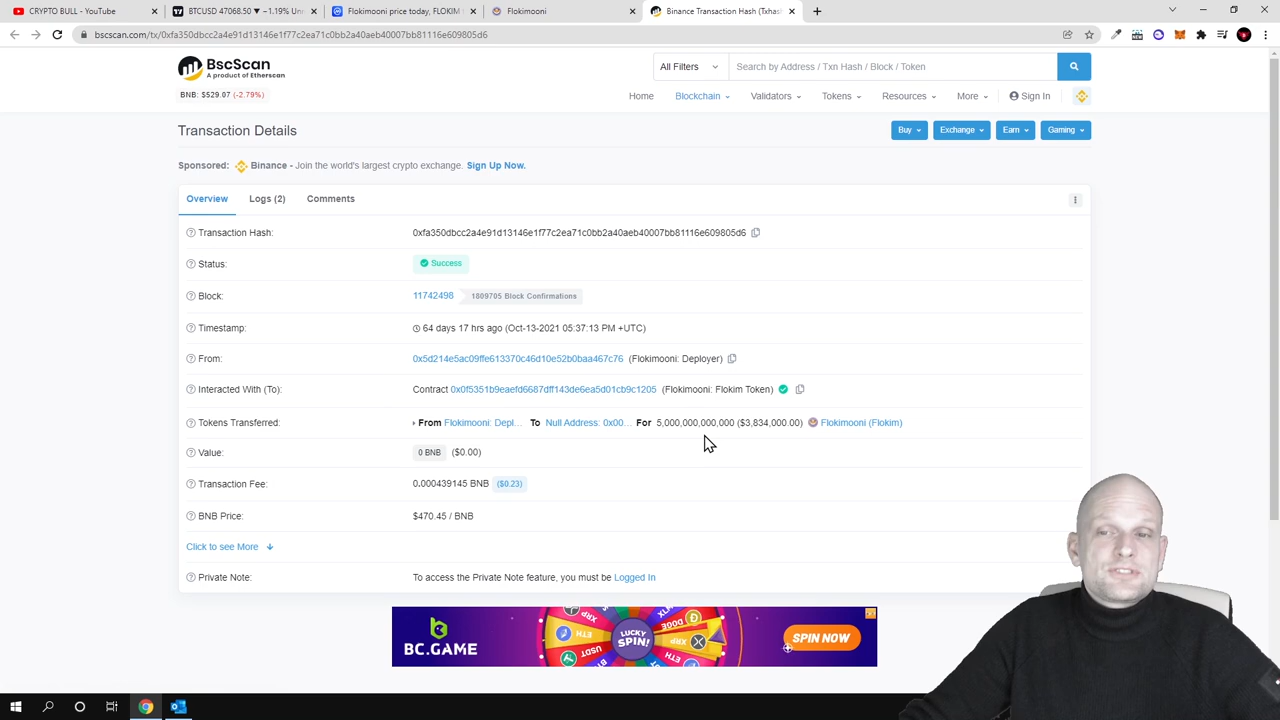 CRYPTO BULL - YouTube
BTCUSD 47068.50 ▼ −1.19% Un
Flokimooni price today, FLOKIM t
Flokimooni
Binance Transaction Hash (Txhas
bscscan.com/tx/0xfa350dbcc2a4e91d13146e1f77c2ea71c0bb2a40aeb40007bb81116e609805d6
BscScan
A product of Etherscan
All Filters
Search by Address / Txn Hash / Block / Token
BNB: $529.07 (-2.79%)
Home
Blockchain
Validators
Tokens
Resources
More
Sign In
Transaction Details
Buy
Exchange
Earn
Gaming
Sponsored: Binance - Join the world's largest crypto exchange. Sign Up Now.
Overview
Logs (2)
Comments
Transaction Hash: 0xfa350dbcc2a4e91d13146e1f77c2ea71c0bb2a40aeb40007bb81116e609805d6
Status: Success
Block: 11742498 1809705 Block Confirmations
Timestamp: 64 days 17 hrs ago (Oct-13-2021 05:37:13 PM +UTC)
From: 0x5d214e5ac09ffe613370c46d10e52b0baa467c76 (Flokimooni: Deployer)
Interacted With (To): Contract 0x0f5351b9eaefd6687dff143de6ea5d01cb9c1205 (Flokimooni: Flokim Token)
Tokens Transferred: From Flokimooni: Depl... To Null Address: 0x00... For 5,000,000,000,000 ($3,834,000.00) Flokimooni (Flokim)
Value: 0 BNB ($0.00)
Transaction Fee: 0.000439145 BNB ($0.23)
BNB Price: $470.45 / BNB
Click to see More
Private Note: To access the Private Note feature, you must be Logged In
BC.GAME
LUCKY SPIN!
ETH
XRP
DOGE
USDT
SPIN NOW